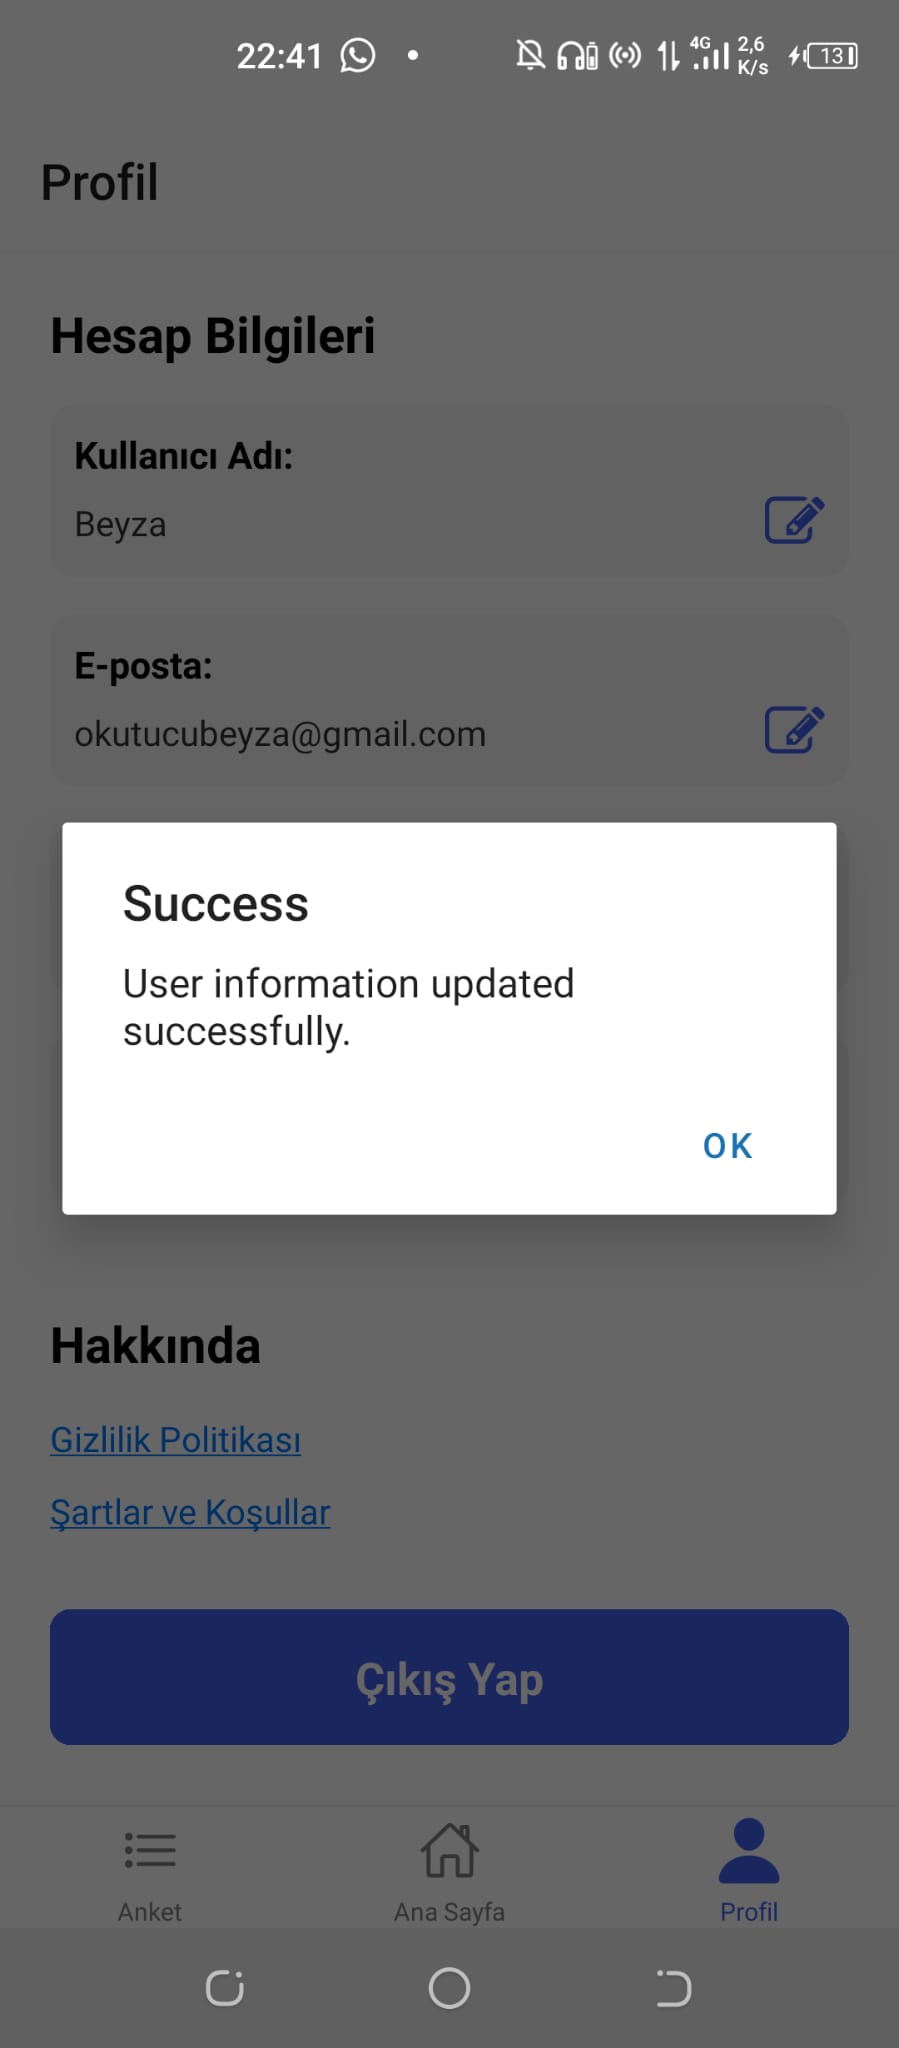 22:41
4G 2,6 K/s 13
Profil
Hesap Bilgileri
Kullanıcı Adı:
Beyza
E-posta:
okutucubeyza@gmail.com
Success
User information updated
successfully.
OK
Hakkında
Gizlilik Politikası
Şartlar ve Koşullar
Çıkış Yap
Anket
Ana Sayfa
Profil